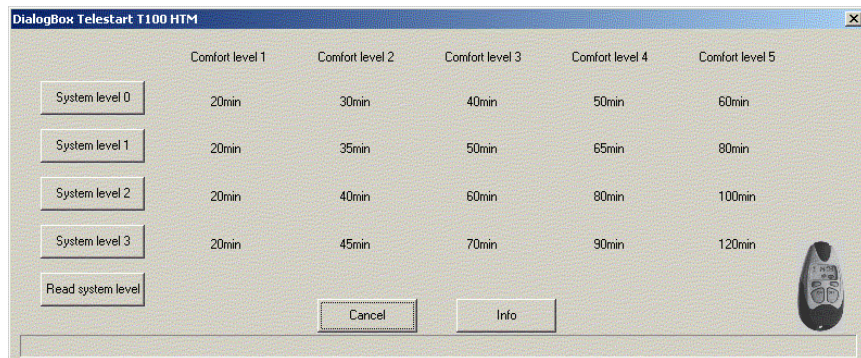 DialogBox Telestart T100 HTM
Comfort level 1 Comfort level 2 Comfort level 3 Comfort level 4 Comfort level 5
System level 0 20min 30min 40min 50min 60min
System level 1 20min 35min 50min 65min 80min
System level 2 20min 40min 60min 80min 100min
System level 3 20min 45min 70min 90min 120min
Read system level
Cancel Info